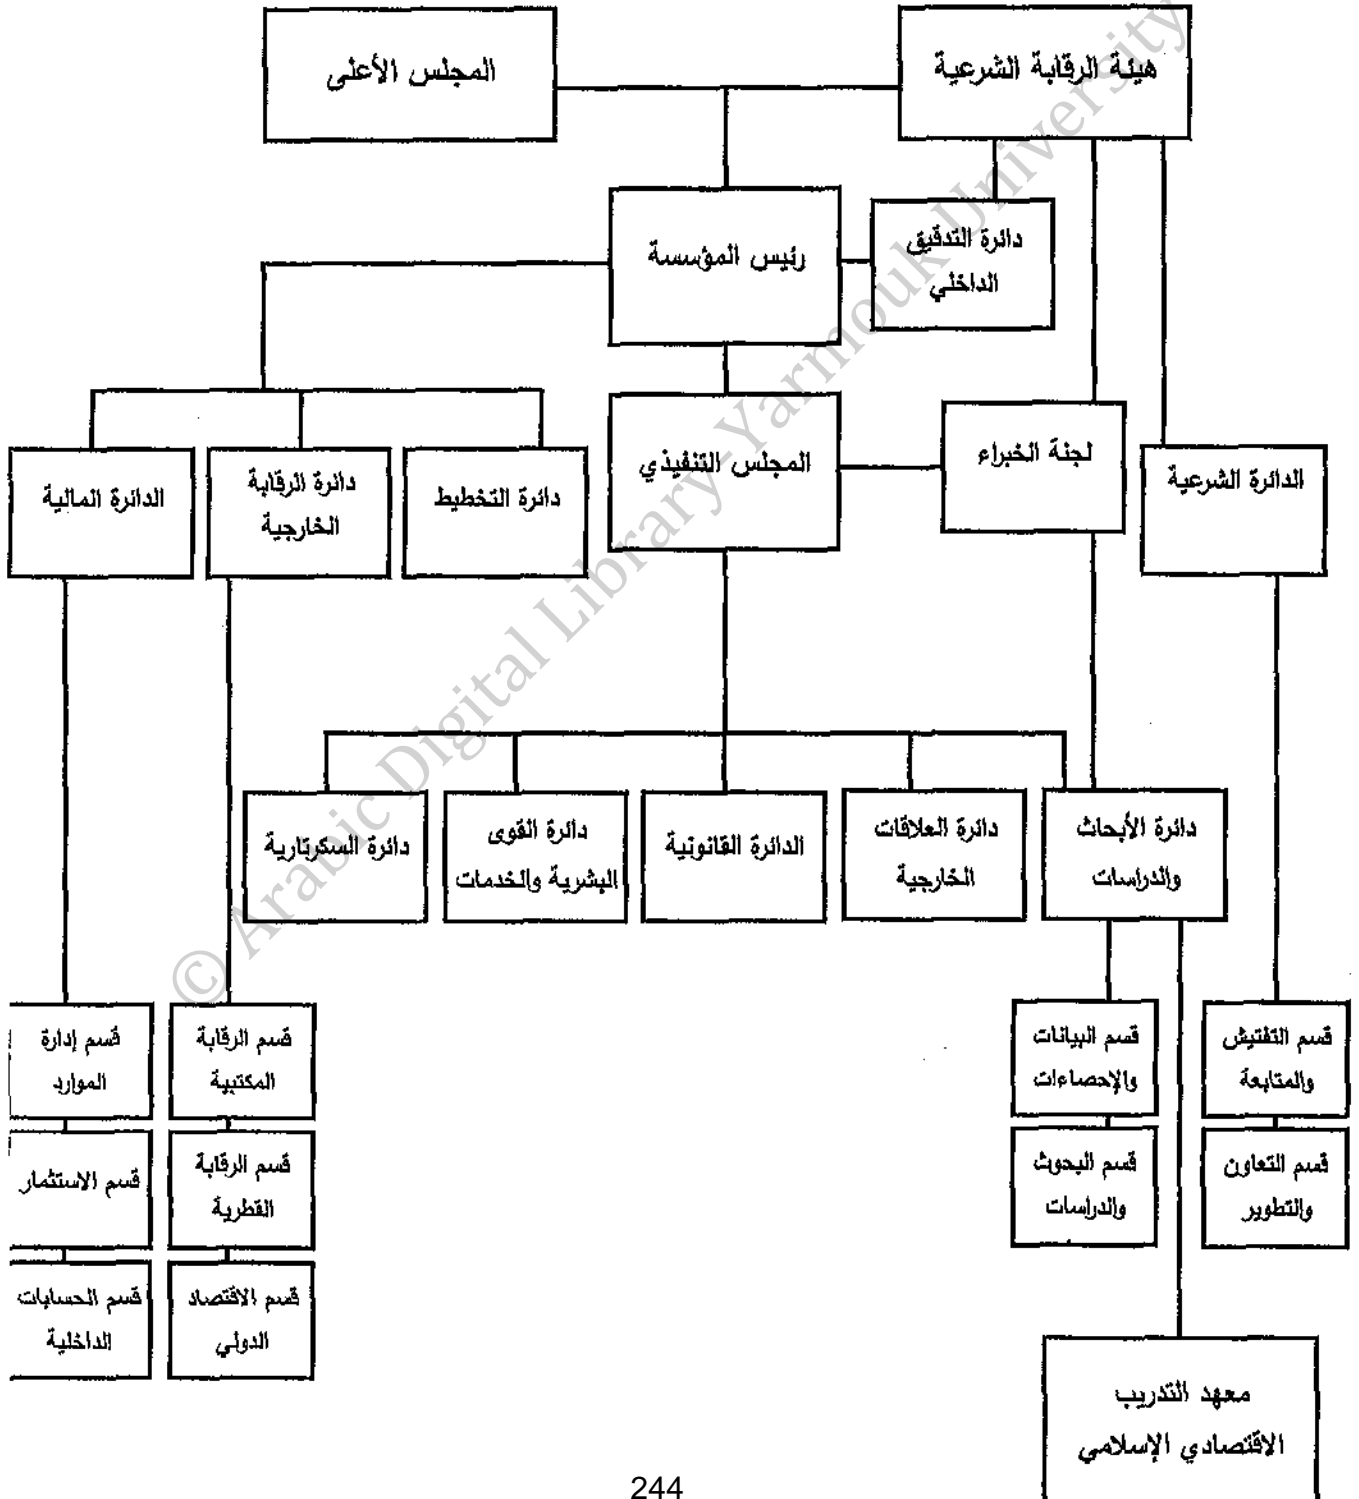 هيئة الرقابة الشرعية
المجلس الأعلى
دائرة التدقيق
الداخلي
رئيس المؤسسة
الدائرة الشرعية
لجنة الخبراء
المجلس التنفيذي
دائرة التخطيط
دائرة الرقابة
الخارجية
الدائرة المالية
دائرة الأبحاث
والدراسات
دائرة العلاقات
الخارجية
الدائرة القانونية
دائرة القوى
البشرية والخدمات
دائرة السكرتارية
قسم التفتيش
والمتابعة
قسم البيانات
والإحصاءات
قسم الرقابة
المكتبية
قسم إدارة
الموارد
قسم التعاون
والتطوير
قسم البحوث
والدراسات
قسم الرقابة
القطرية
قسم الاستثمار
قسم الاقتصاد
الدولي
قسم الحسابات
الداخلية
معهد التدريب
الاقتصادي الإسلامي
© Arabic Digital Library-Yarmouk University
244